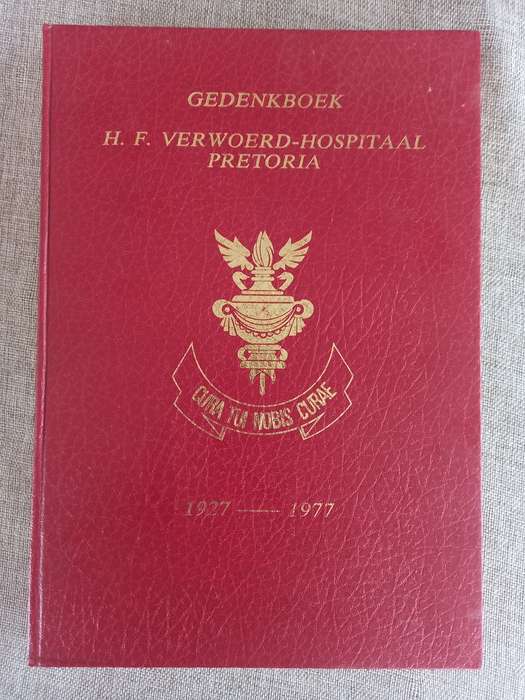 GEDENKBOEK
H. F. VERWOERD-HOSPITAAL
PRETORIA
CURA TUI NOBIS CURAE
1927 — 1977